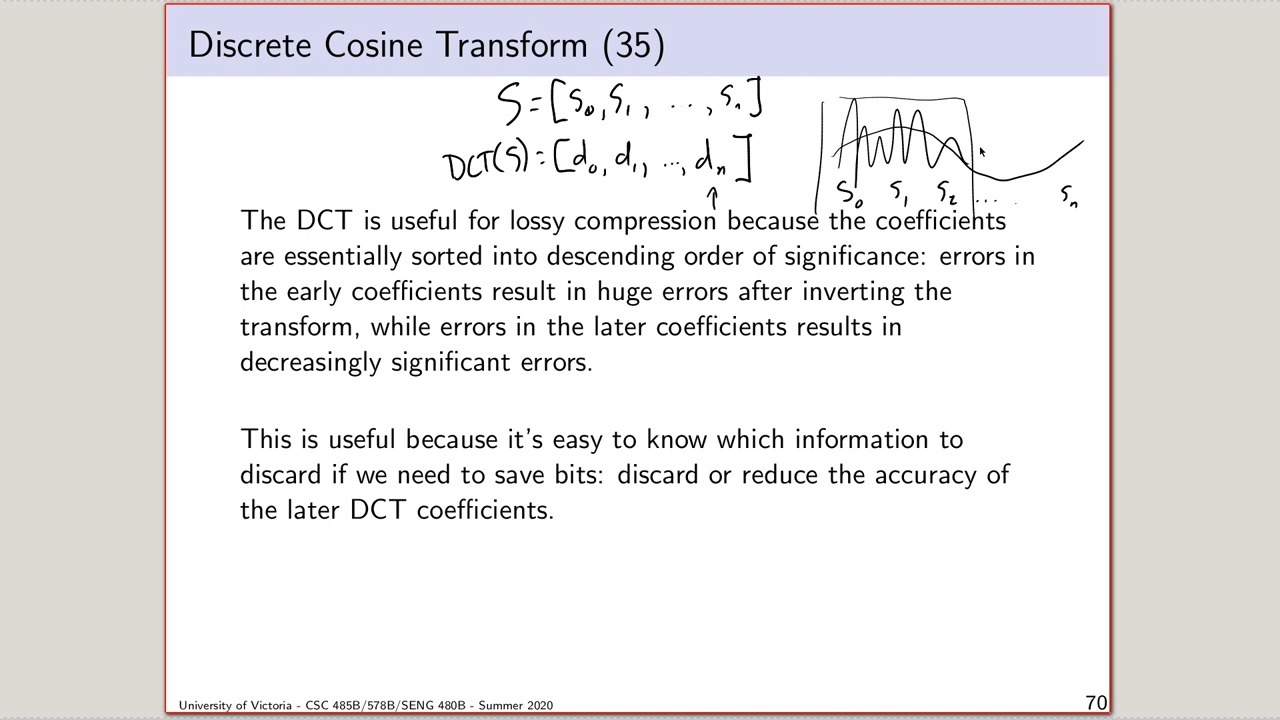 Discrete Cosine Transform (35)
S = [S₀, S₁, ..., Sₙ]
DCT(S) = [d₀, d₁, ..., dₙ]
S₀ S₁ S₂ ..... Sₙ
The DCT is useful for lossy compression because the coefficients
are essentially sorted into descending order of significance: errors in
the early coefficients result in huge errors after inverting the
transform, while errors in the later coefficients results in
decreasingly significant errors.
This is useful because it's easy to know which information to
discard if we need to save bits: discard or reduce the accuracy of
the later DCT coefficients.
University of Victoria - CSC 485B/578B/SENG 480B - Summer 2020
70